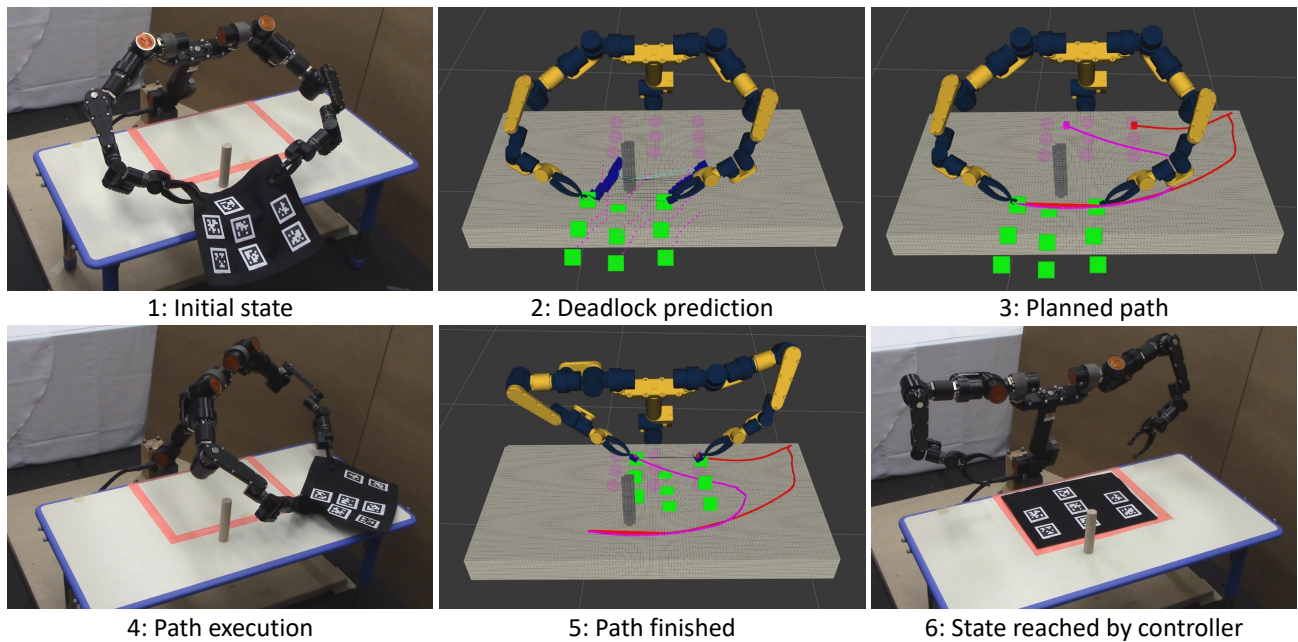 1: Initial state
2: Deadlock prediction
3: Planned path
4: Path execution
5: Path finished
6: State reached by controller